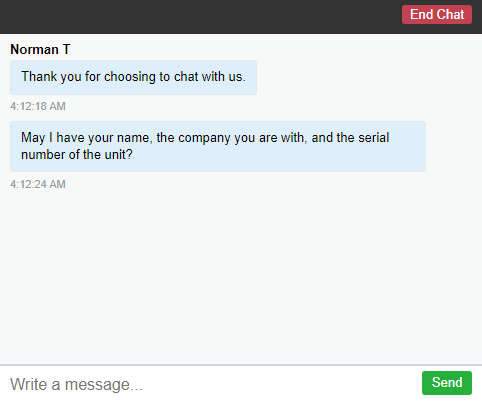 End Chat
Norman T
Thank you for choosing to chat with us.
4:12:18 AM
May I have your name, the company you are with, and the serial
number of the unit?
4:12:24 AM
Write a message...
Send